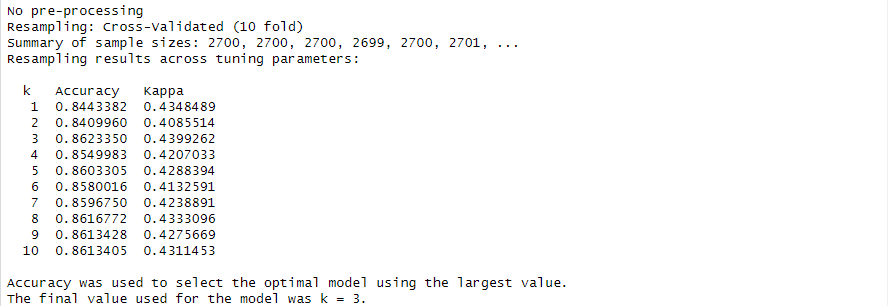 No pre-processing
Resampling: Cross-Validated (10 fold)
Summary of sample sizes: 2700, 2700, 2700, 2699, 2700, 2701, ...
Resampling results across tuning parameters:

  k   Accuracy   Kappa
   1  0.8443382  0.4348489
   2  0.8409960  0.4085514
   3  0.8623350  0.4399262
   4  0.8549983  0.4207033
   5  0.8603305  0.4288394
   6  0.8580016  0.4132591
   7  0.8596750  0.4238891
   8  0.8616772  0.4333096
   9  0.8613428  0.4275669
  10  0.8613405  0.4311453

Accuracy was used to select the optimal model using the largest value.
The final value used for the model was k = 3.